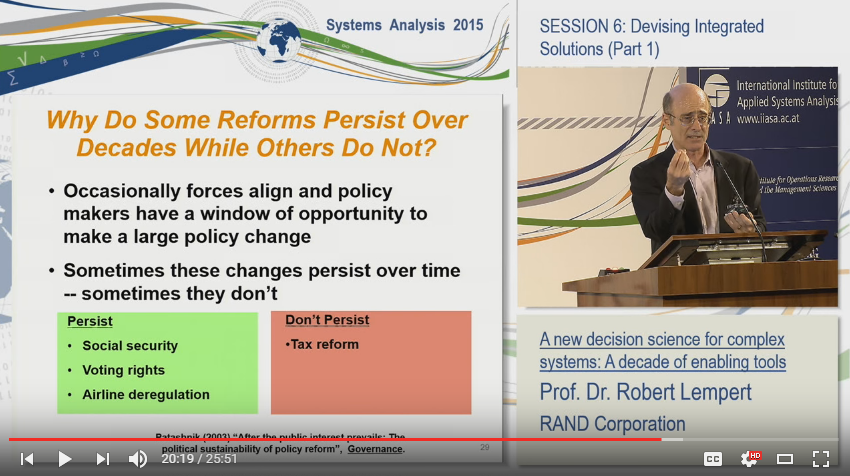 Systems Analysis 2015
Why Do Some Reforms Persist Over
Decades While Others Do Not?
• Occasionally forces align and policy
makers have a window of opportunity to
make a large policy change
• Sometimes these changes persist over time
-- sometimes they don't
Persist
• Social security
• Voting rights
• Airline deregulation
Don't Persist
•Tax reform
Patashnik (2003) "After the public interest prevails: The
political sustainability of policy reform", Governance.
29
SESSION 6: Devising Integrated
Solutions (Part 1)
International Institute for
Applied Systems Analysis
IIASA www.iiasa.ac.at
titute for Operations Resear
d the Management Sciences
A new decision science for complex
systems: A decade of enabling tools
Prof. Dr. Robert Lempert
RAND Corporation
20:19 / 25:51
CC
HD